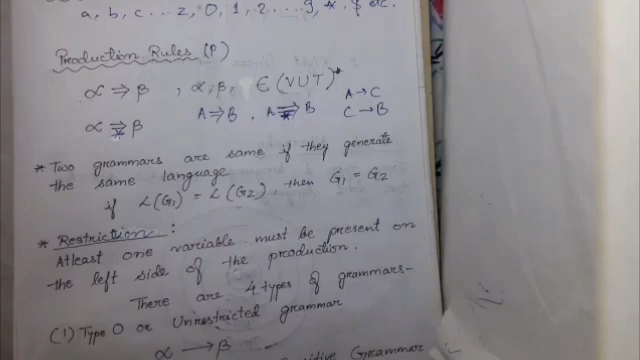 a, b, c ... z, 0, 1, 2 ... 9, *, $ etc.
Production Rules (P)
α ⇒ β , α, β, ∈ (VUT)*
A ⇒ B , A ⇒* B A → C
α ⇒* β C → B
* Two grammars are same if they generate
the same language
if L(G1) = L(G2), then G1 = G2
* Restriction :
Atleast one variable must be present on
the left side of the production.
There are 4 types of grammars-
(1) Type 0 or Unrestricted grammar
α → β
Grammar